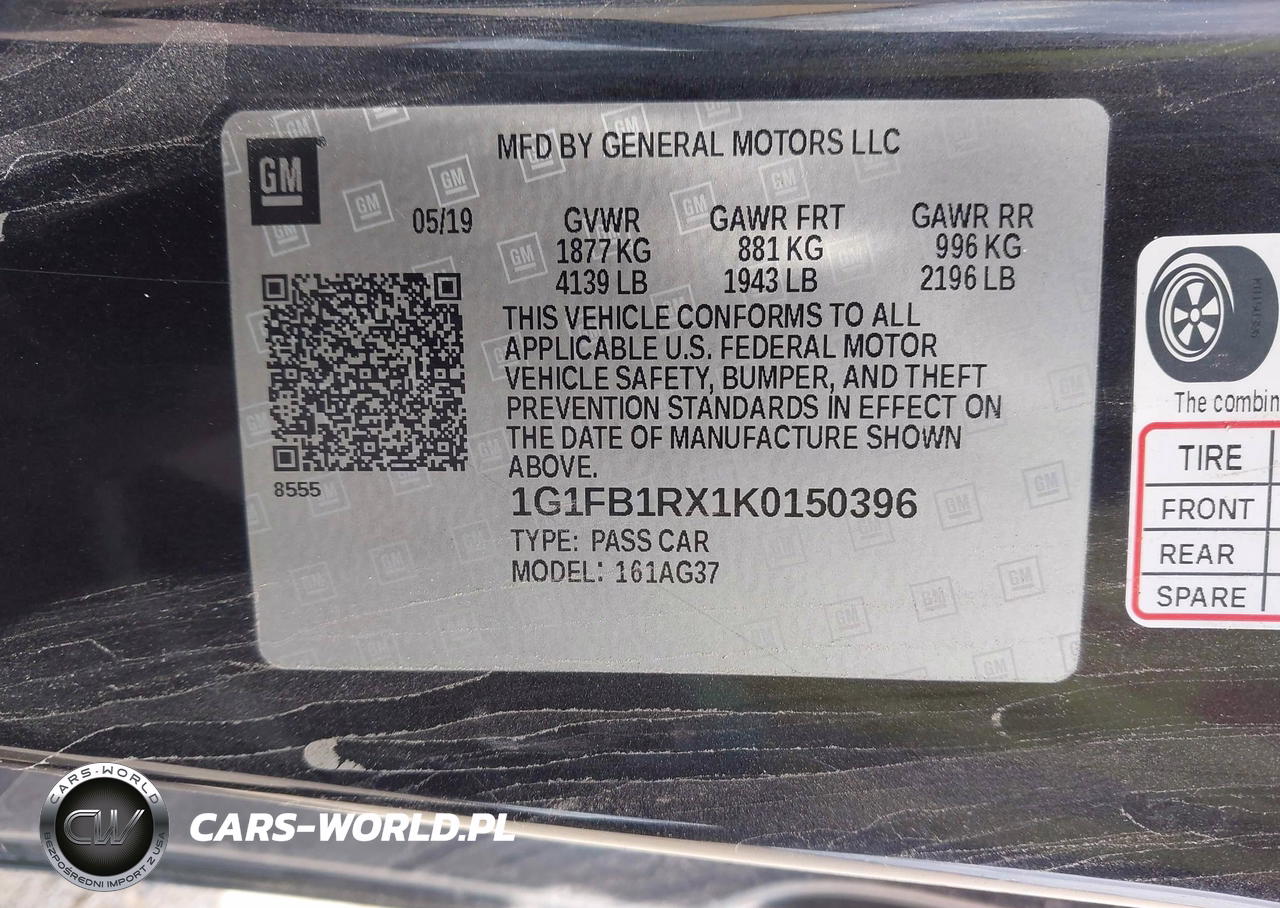 MFD BY GENERAL MOTORS LLC
GM
05/19
GVWR GAWR FRT GAWR RR
1877 KG 881 KG 996 KG
4139 LB 1943 LB 2196 LB
THIS VEHICLE CONFORMS TO ALL
APPLICABLE U.S. FEDERAL MOTOR
VEHICLE SAFETY, BUMPER, AND THEFT
PREVENTION STANDARDS IN EFFECT ON
THE DATE OF MANUFACTURE SHOWN
ABOVE.
8555
1G1FB1RX1K0150396
TYPE: PASS CAR
MODEL: 161AG37
The combin
TIRE
FRONT
REAR
SPARE
CARS-WORLD
CW
BEZPOŚREDNI IMPORT Z USA
CARS-WORLD.PL